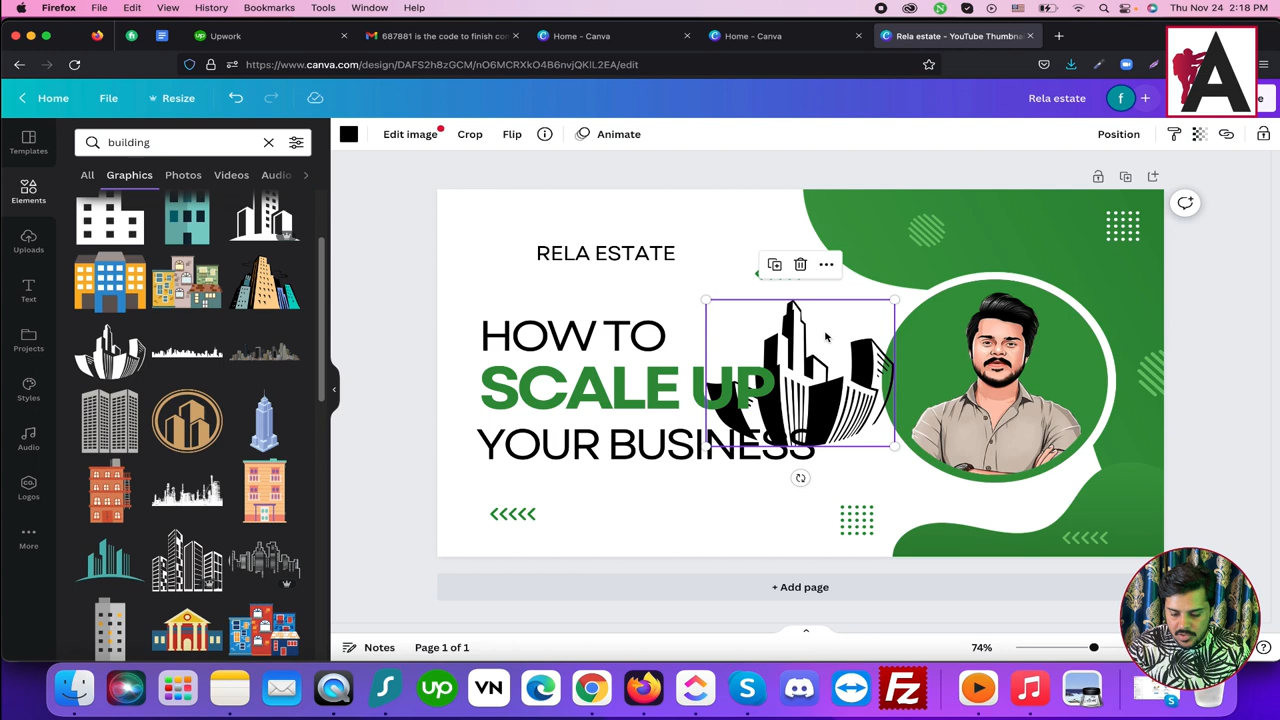 Firefox File Edit View History Bookmarks Tools Window Help
Thu Nov 24 2:18 PM
Upwork
687881 is the code to finish con
Home - Canva
Home - Canva
Rela estate - YouTube Thumbna
https://www.canva.com/design/DAFS2h8zGCM/nO6MCRXkO4B6nvjQKIL2EA/edit
A
Home File Resize
Rela estate
f
Templates
Elements
Uploads
Text
Projects
Styles
Audio
Logos
More
building
All Graphics Photos Videos Audio
Edit image Crop Flip Animate
Position
RELA ESTATE
HOW TO
SCALE UP
YOUR BUSINESS
+ Add page
Notes Page 1 of 1
74%
up
VN
Fz